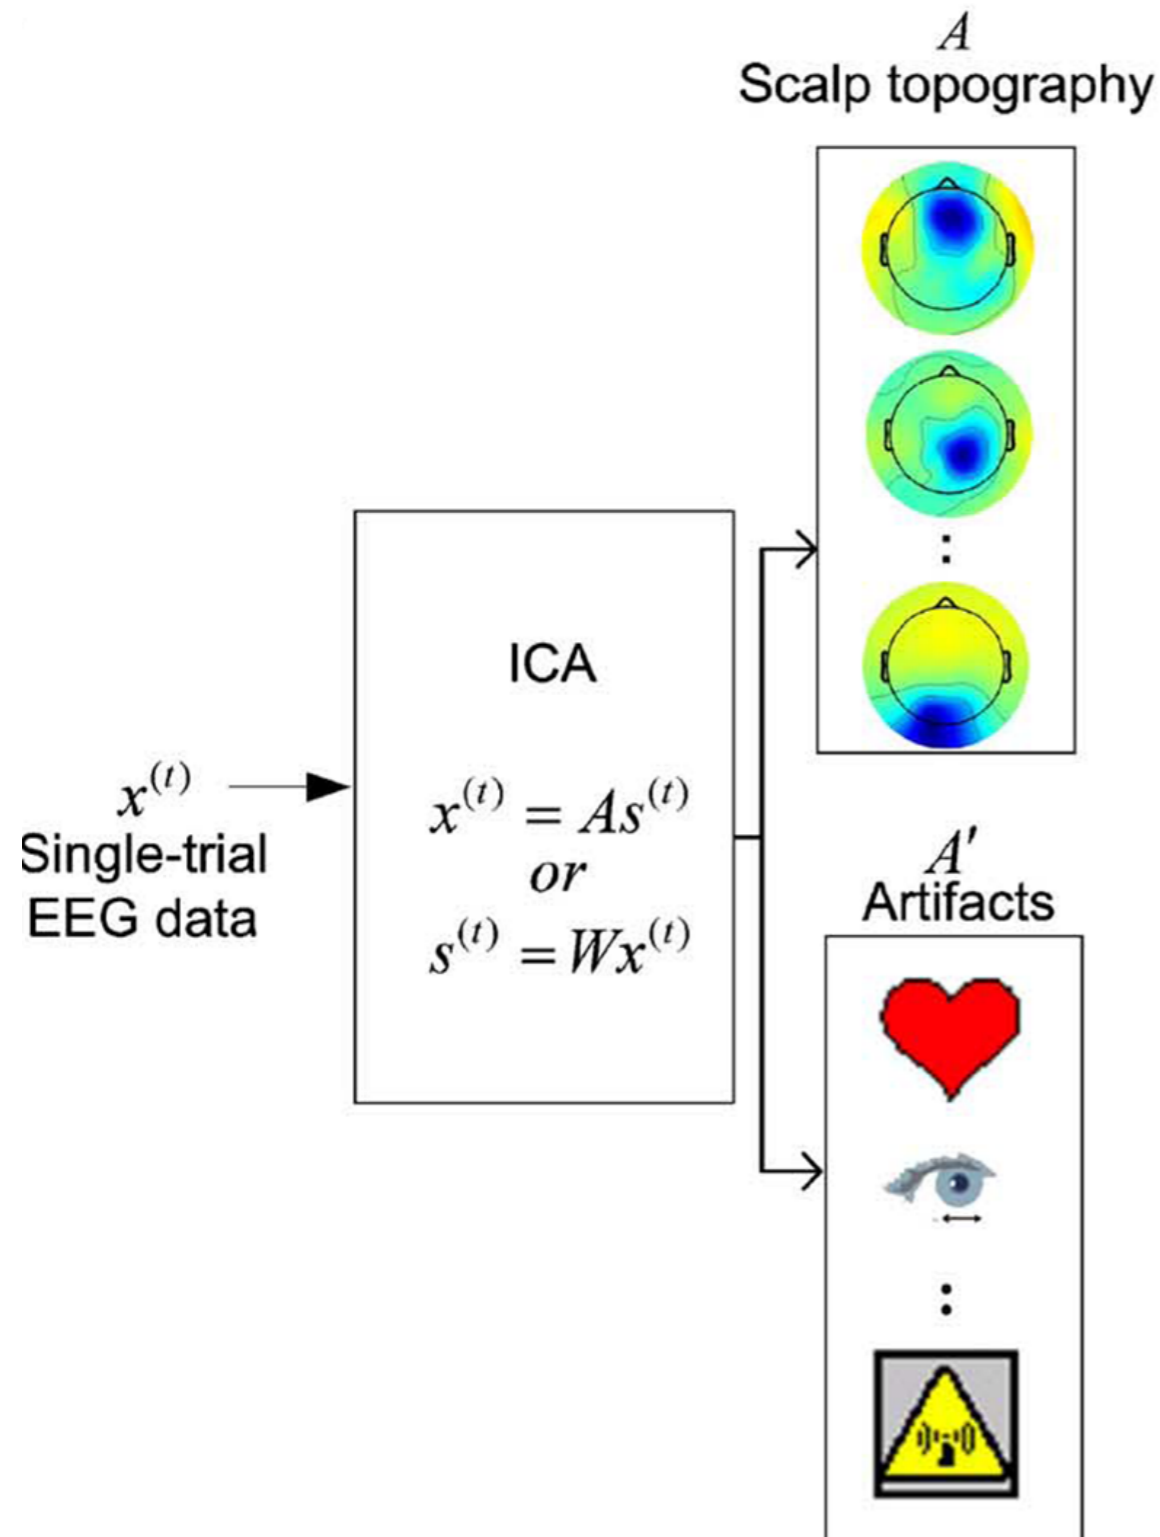 A
Scalp topography
ICA
x^(t) = As^(t)
or
s^(t) = Wx^(t)
x^(t)
Single-trial
EEG data
A′
Artifacts